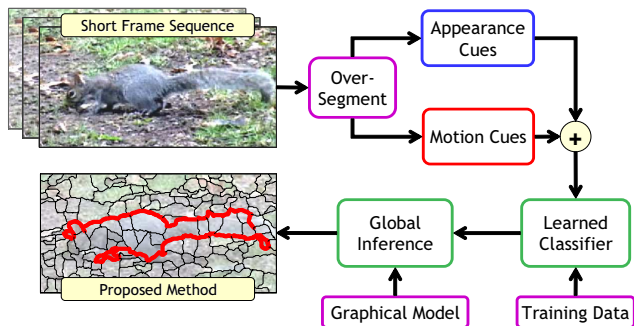 Short Frame Sequence
Over-
Segment
Appearance
Cues
Motion Cues
+
Learned
Classifier
Global
Inference
Proposed Method
Graphical Model
Training Data